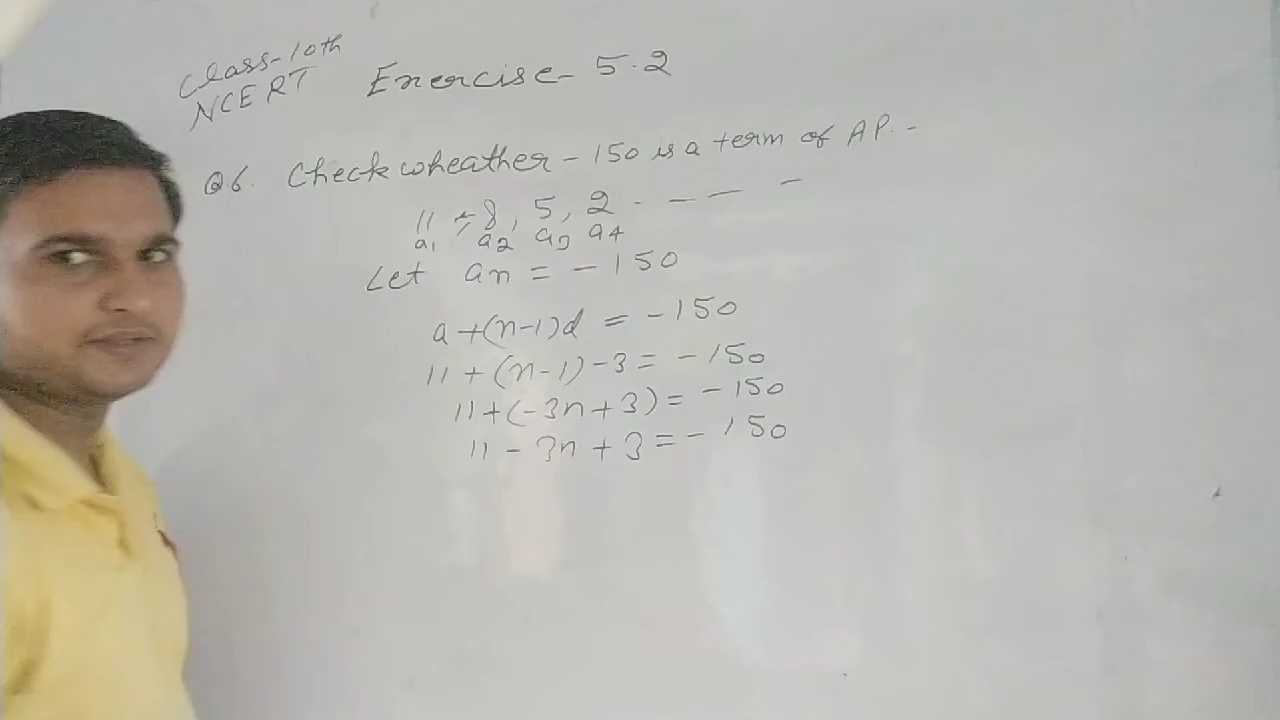 Class-10th
NCERT
Exercise- 5.2
Q6. Check wheather -150 is a term of AP. -
11, 8, 5, 2 - - - -
a1 a2 a3 a4
Let an = -150
a+(n-1)d = -150
11+(n-1)-3 = -150
11+(-3n+3) = -150
11-3n+3 = -150